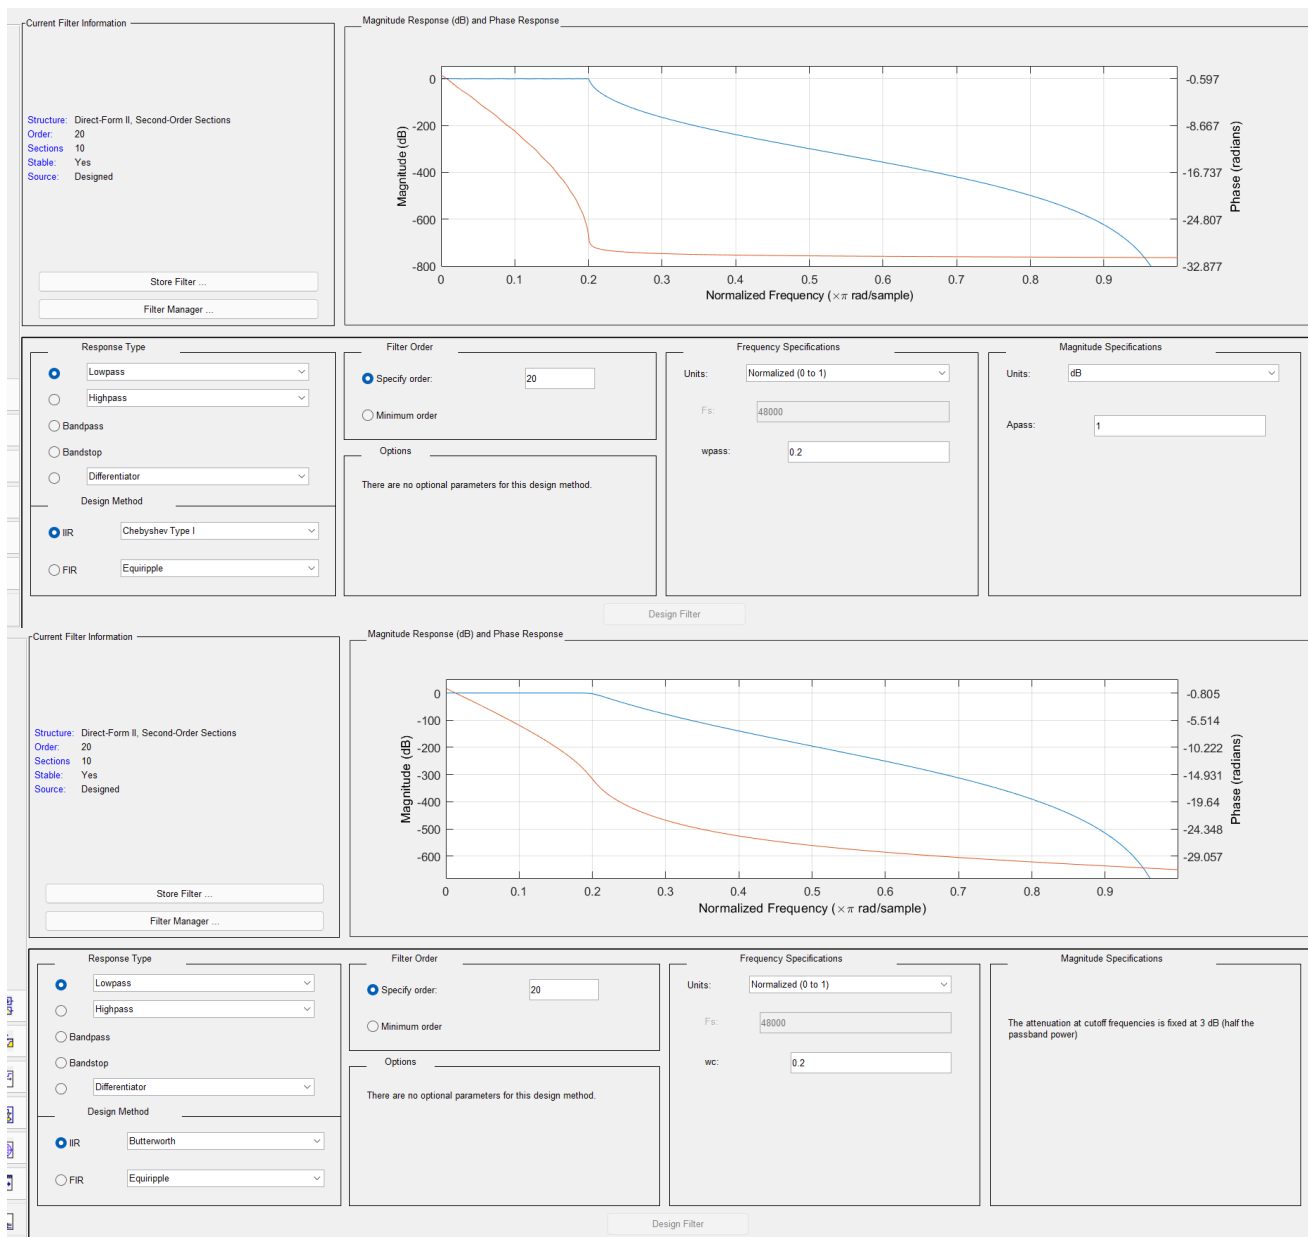 Current Filter Information
Structure: Direct-Form II, Second-Order Sections
Order: 20
Sections 10
Stable: Yes
Source: Designed
Store Filter ...
Filter Manager ...
Magnitude Response (dB) and Phase Response
0
-200
-400
-600
-800
Magnitude (dB)
-0.597
-8.667
-16.737
-24.807
-32.877
Phase (radians)
0 0.1 0.2 0.3 0.4 0.5 0.6 0.7 0.8 0.9
Normalized Frequency (×π rad/sample)
Response Type
Lowpass
Highpass
Bandpass
Bandstop
Differentiator
Design Method
IIR Chebyshev Type I
FIR Equiripple
Filter Order
Specify order: 20
Minimum order
Options
There are no optional parameters for this design method.
Frequency Specifications
Units: Normalized (0 to 1)
Fs: 48000
wpass: 0.2
Magnitude Specifications
Units: dB
Apass: 1
Design Filter
Current Filter Information
Structure: Direct-Form II, Second-Order Sections
Order: 20
Sections 10
Stable: Yes
Source: Designed
Store Filter ...
Filter Manager ...
Magnitude Response (dB) and Phase Response
0
-100
-200
-300
-400
-500
-600
Magnitude (dB)
-0.805
-5.514
-10.222
-14.931
-19.64
-24.348
-29.057
Phase (radians)
0 0.1 0.2 0.3 0.4 0.5 0.6 0.7 0.8 0.9
Normalized Frequency (×π rad/sample)
Response Type
Lowpass
Highpass
Bandpass
Bandstop
Differentiator
Design Method
IIR Butterworth
FIR Equiripple
Filter Order
Specify order: 20
Minimum order
Options
There are no optional parameters for this design method.
Frequency Specifications
Units: Normalized (0 to 1)
Fs: 48000
wc: 0.2
Magnitude Specifications
The attenuation at cutoff frequencies is fixed at 3 dB (half the
passband power)
Design Filter